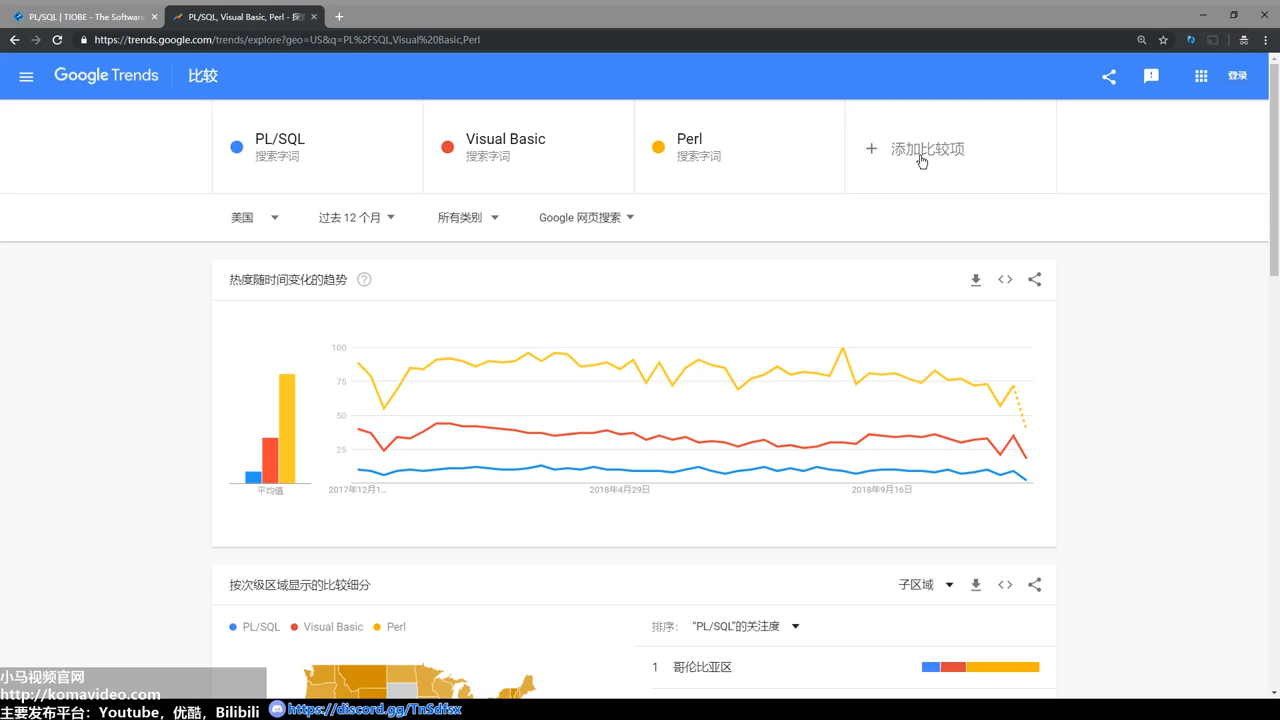 PL/SQL | TIOBE - The Software
PL/SQL, Visual Basic, Perl - 探
https://trends.google.com/trends/explore?geo=US&q=PL%2FSQL,Visual%20Basic,Perl
Google Trends 比较
登录
PL/SQL
搜索字词
Visual Basic
搜索字词
Perl
搜索字词
+ 添加比较项
美国 过去 12 个月 所有类别 Google 网页搜索
热度随时间变化的趋势
100
75
50
25
平均值
2017年12月1...
2018年4月29日
2018年9月16日
按次级区域显示的比较细分
子区域
PL/SQL Visual Basic Perl
排序: "PL/SQL"的关注度
1 哥伦比亚区
小马视频官网
http://komavideo.com
主要发布平台: Youtube, 优酷, Bilibili
https://discord.gg/TnSdfsx